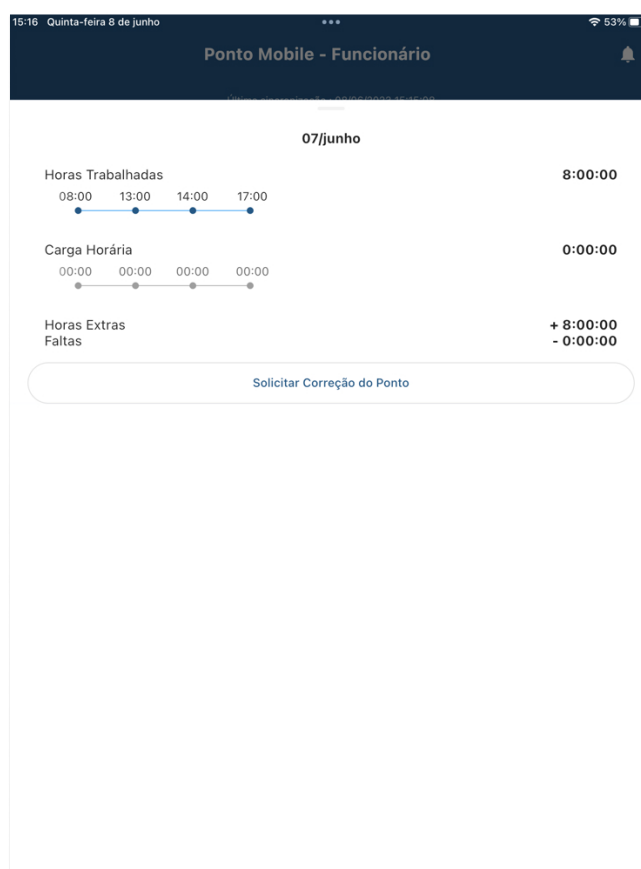 15:16 Quinta-feira 8 de junho 53%
Ponto Mobile - Funcionário
07/junho
Horas Trabalhadas 8:00:00
08:00 13:00 14:00 17:00
Carga Horária 0:00:00
00:00 00:00 00:00 00:00
Horas Extras + 8:00:00
Faltas - 0:00:00
Solicitar Correção do Ponto